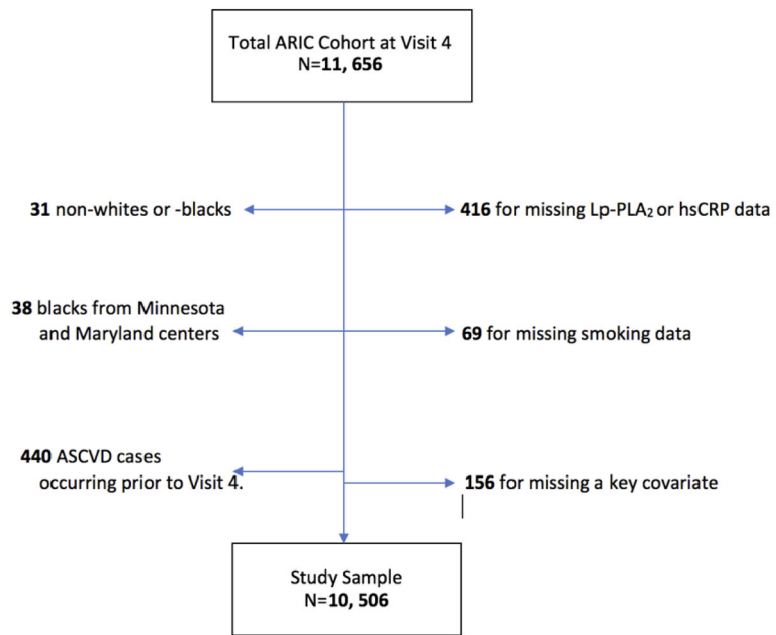 Total ARIC Cohort at Visit 4
N=11, 656
31 non-whites or -blacks
416 for missing Lp-PLA₂ or hsCRP data
38 blacks from Minnesota
and Maryland centers
69 for missing smoking data
440 ASCVD cases
occurring prior to Visit 4.
156 for missing a key covariate
Study Sample
N=10, 506